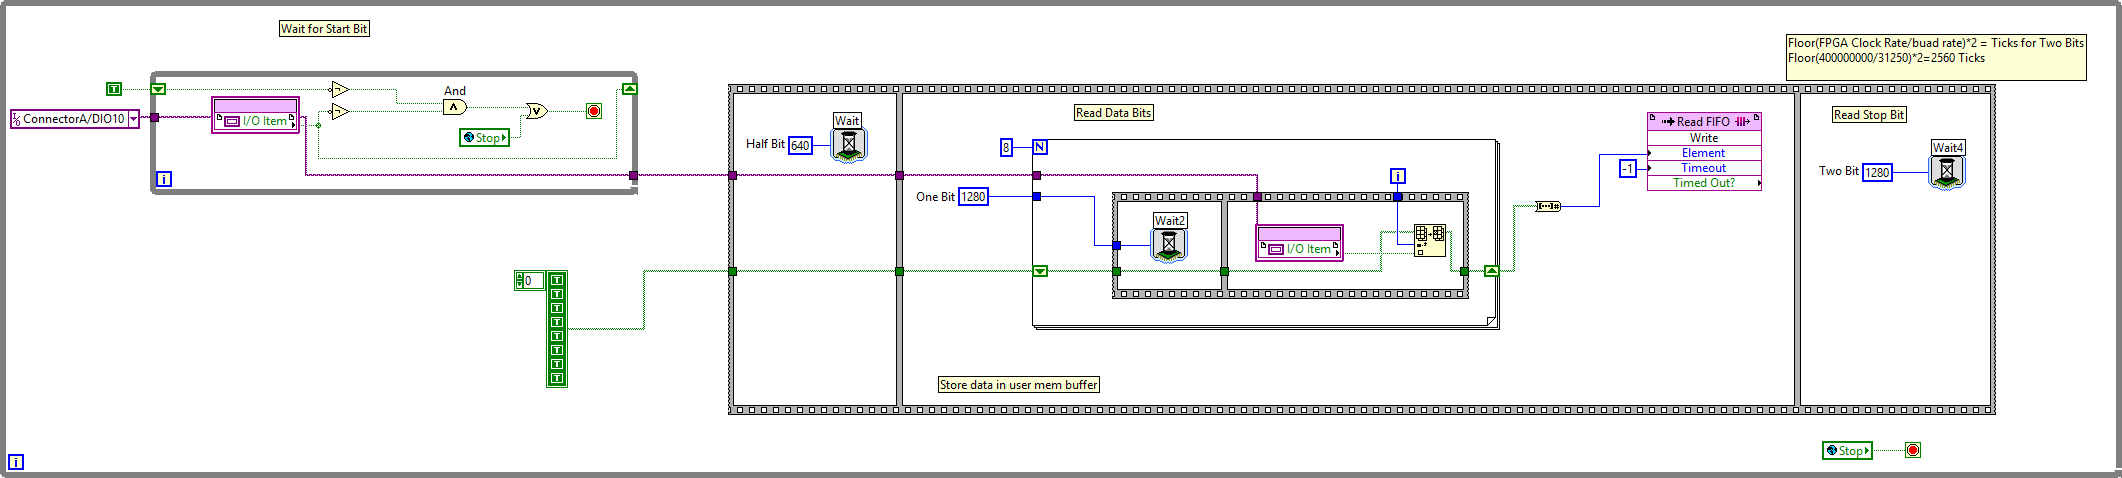 Wait for Start Bit
Floor(FPGA Clock Rate/buad rate)*2 = Ticks for Two Bits
Floor(400000000/31250)*2=2560 Ticks
T
ConnectorA/DIO10
I/O Item
And
Stop
i
Wait
Half Bit 640
Read Data Bits
8 N
One Bit 1280
Wait2
i
I/O Item
Read FIFO
Write
Element
-1 Timeout
Timed Out?
Read Stop Bit
Wait4
Two Bit 1280
0
T
T
T
T
T
T
T
T
Store data in user mem buffer
Stop
i